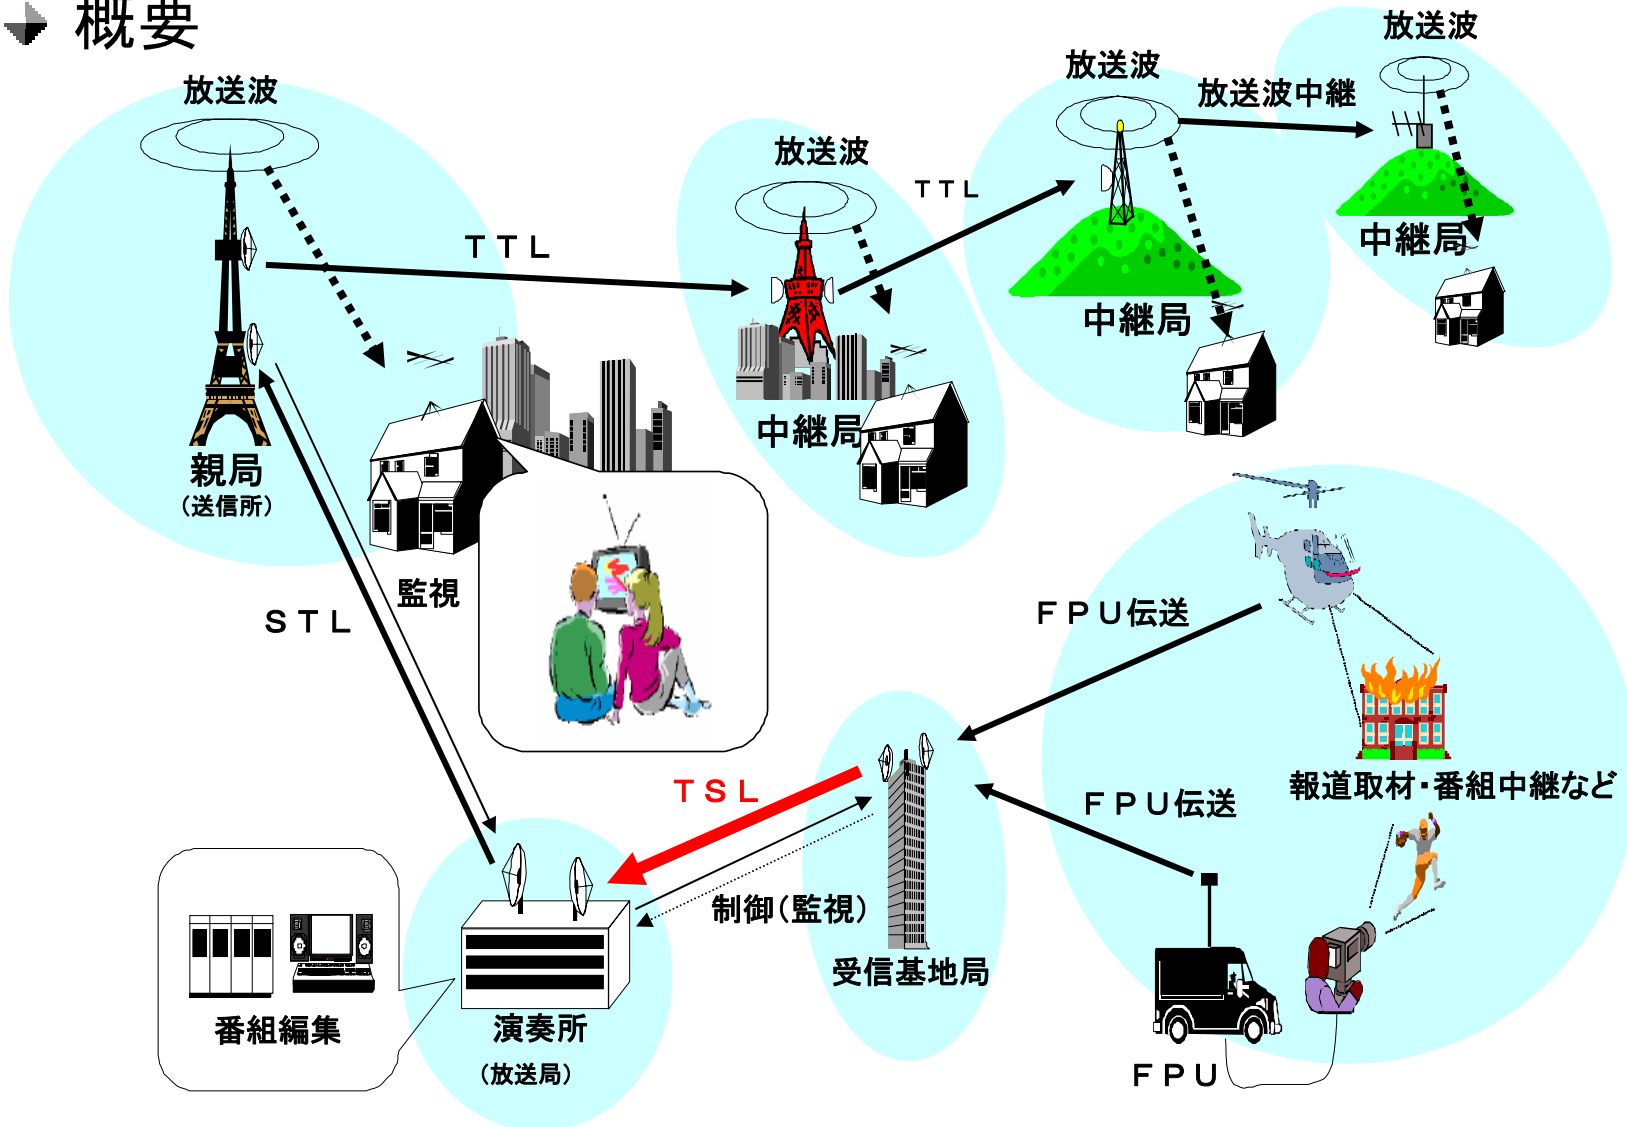 概要
放送波
放送波
放送波
放送波中継
放送波
ＴＴＬ
ＴＴＬ
中継局
中継局
中継局
親局
（送信所）
監視
ＳＴＬ
ＦＰＵ伝送
ＴＳＬ
ＦＰＵ伝送
報道取材・番組中継など
制御（監視）
受信基地局
番組編集
演奏所
（放送局）
ＦＰＵ